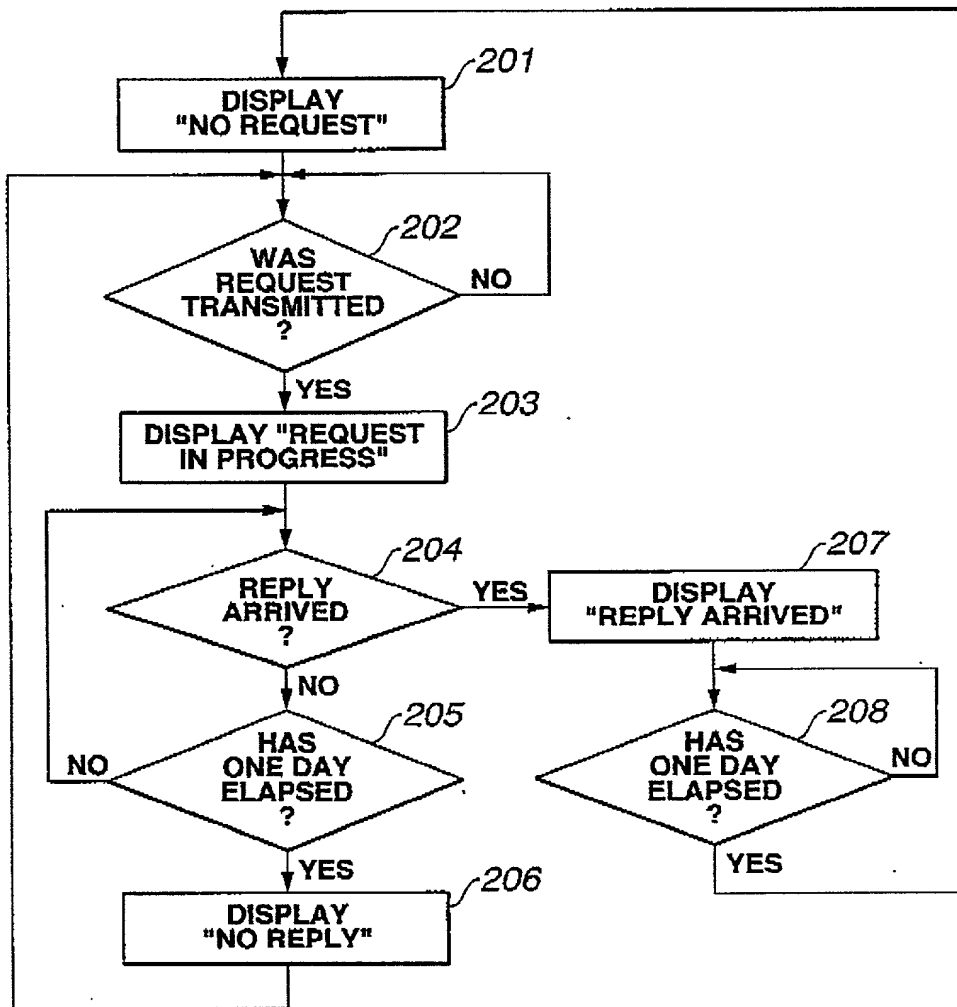 201
DISPLAY
"NO REQUEST"
202
WAS
REQUEST
TRANSMITTED
?
NO
YES
203
DISPLAY "REQUEST
IN PROGRESS"
204
REPLY
ARRIVED
?
YES
207
DISPLAY
"REPLY ARRIVED"
NO
205
HAS
ONE DAY
ELAPSED
?
NO
208
HAS
ONE DAY
ELAPSED
?
NO
YES
YES
206
DISPLAY
"NO REPLY"